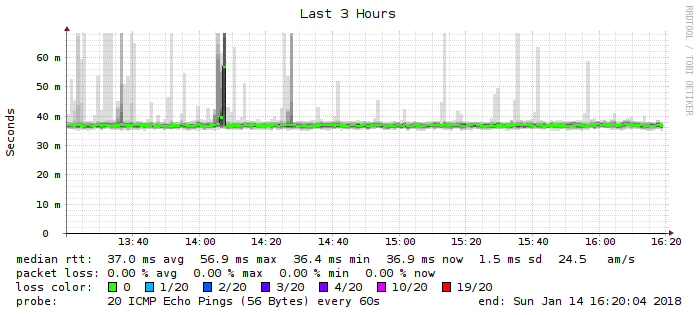 Last 3 Hours
RRDTOOL / TOBI OETIKER
Seconds
60 m
50 m
40 m
30 m
20 m
10 m
0
13:40 14:00 14:20 14:40 15:00 15:20 15:40 16:00 16:20
median rtt: 37.0 ms avg 56.9 ms max 36.4 ms min 36.9 ms now 1.5 ms sd 24.5 am/s
packet loss: 0.00 % avg 0.00 % max 0.00 % min 0.00 % now
loss color: 0 1/20 2/20 3/20 4/20 10/20 19/20
probe: 20 ICMP Echo Pings (56 Bytes) every 60s end: Sun Jan 14 16:20:04 2018